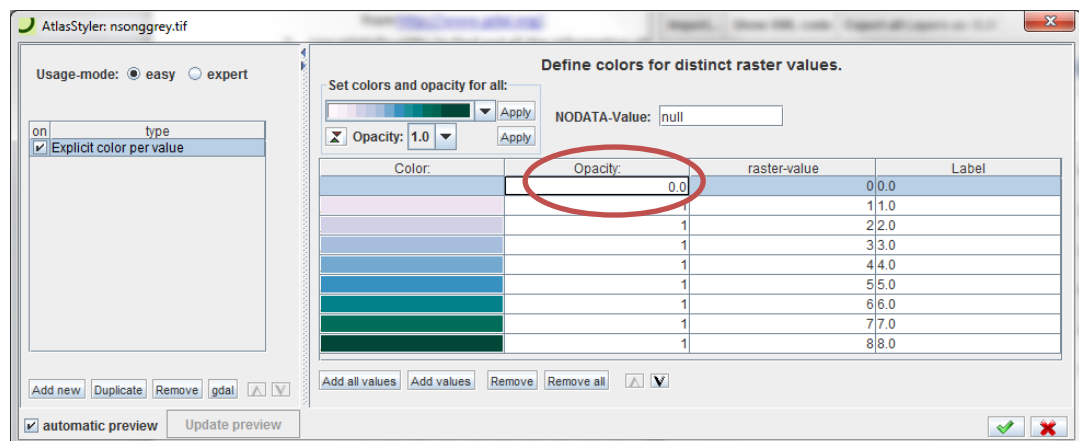 AtlasStyler: nsonggrey.tif
Usage-mode: easy expert
on type
Explicit color per value
Add new Duplicate Remove gdal
automatic preview Update preview
Define colors for distinct raster values.
Set colors and opacity for all:
Apply
NODATA-Value: null
Opacity: 1.0 Apply
Color: Opacity: raster-value Label
0.0 0 0.0
1 1 1.0
1 2 2.0
1 3 3.0
1 4 4.0
1 5 5.0
1 6 6.0
1 7 7.0
1 8 8.0
Add all values Add values Remove Remove all